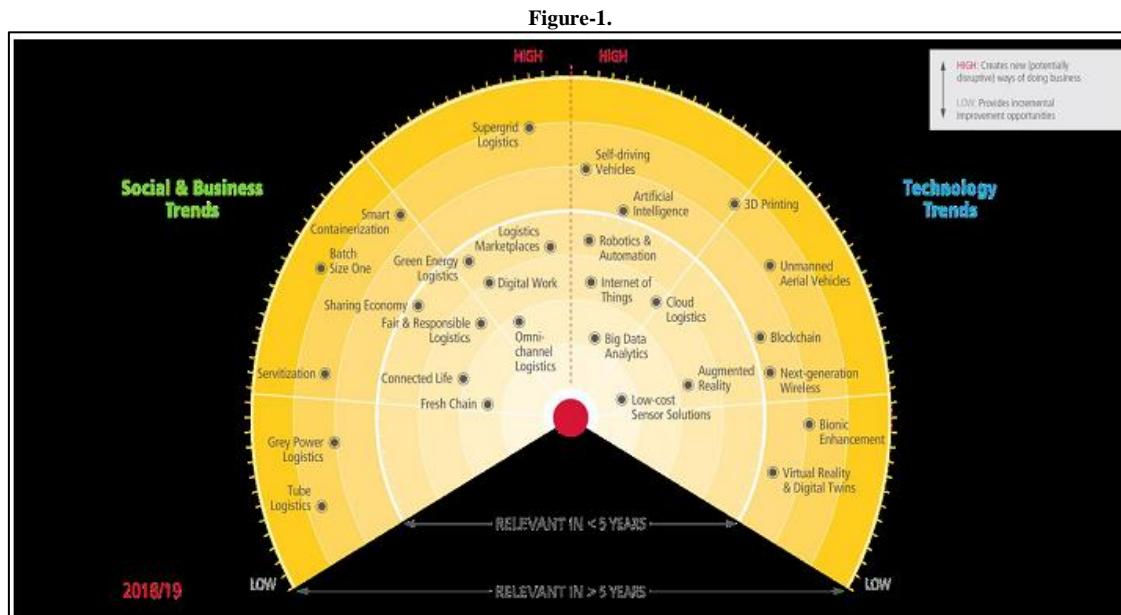 Figure-1.
HIGH
HIGH
HIGH: Creates new (potentially
disruptive) ways of doing business
LOW: Provides incremental
improvement opportunities
Social & Business
Trends
Technology
Trends
Supergrid
Logistics
Self-driving
Vehicles
Smart
Containerization
Artificial
Intelligence
3D Printing
Logistics
Marketplaces
Robotics &
Automation
Batch
Size One
Green Energy
Logistics
Unmanned
Aerial Vehicles
Digital Work
Internet of
Things
Sharing Economy
Cloud
Logistics
Fair & Responsible
Logistics
Omni-
channel
Logistics
Big Data
Analytics
Blockchain
Servitization
Connected Life
Augmented
Reality
Next-generation
Wireless
Fresh Chain
Low-cost
Sensor Solutions
Grey Power
Logistics
Bionic
Enhancement
Tube
Logistics
Virtual Reality
& Digital Twins
RELEVANT IN < 5 YEARS
2018/19
LOW
RELEVANT IN > 5 YEARS
LOW